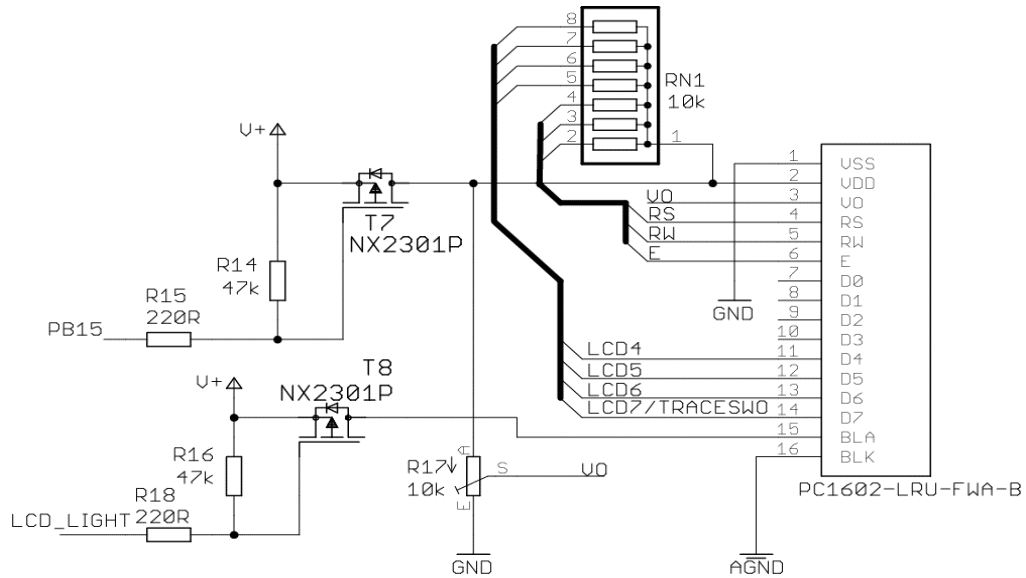 8
7
6
5
4
3
2
1
RN1
10k
V+
T7
NX2301P
R14
47k
R15
220R
PB15
1 VSS
2 VDD
VO 3 VO
RS 4 RS
RW 5 RW
E 6 E
7 D0
8 D1
9 D2
10 D3
LCD4 11 D4
LCD5 12 D5
LCD6 13 D6
LCD7/TRACESWO 14 D7
15 BLA
16 BLK
GND
PC1602-LRU-FWA-B
T8
NX2301P
V+
R16
47k
R18
220R
LCD_LIGHT
A
R17
10k
S
VO
E
GND
AGND